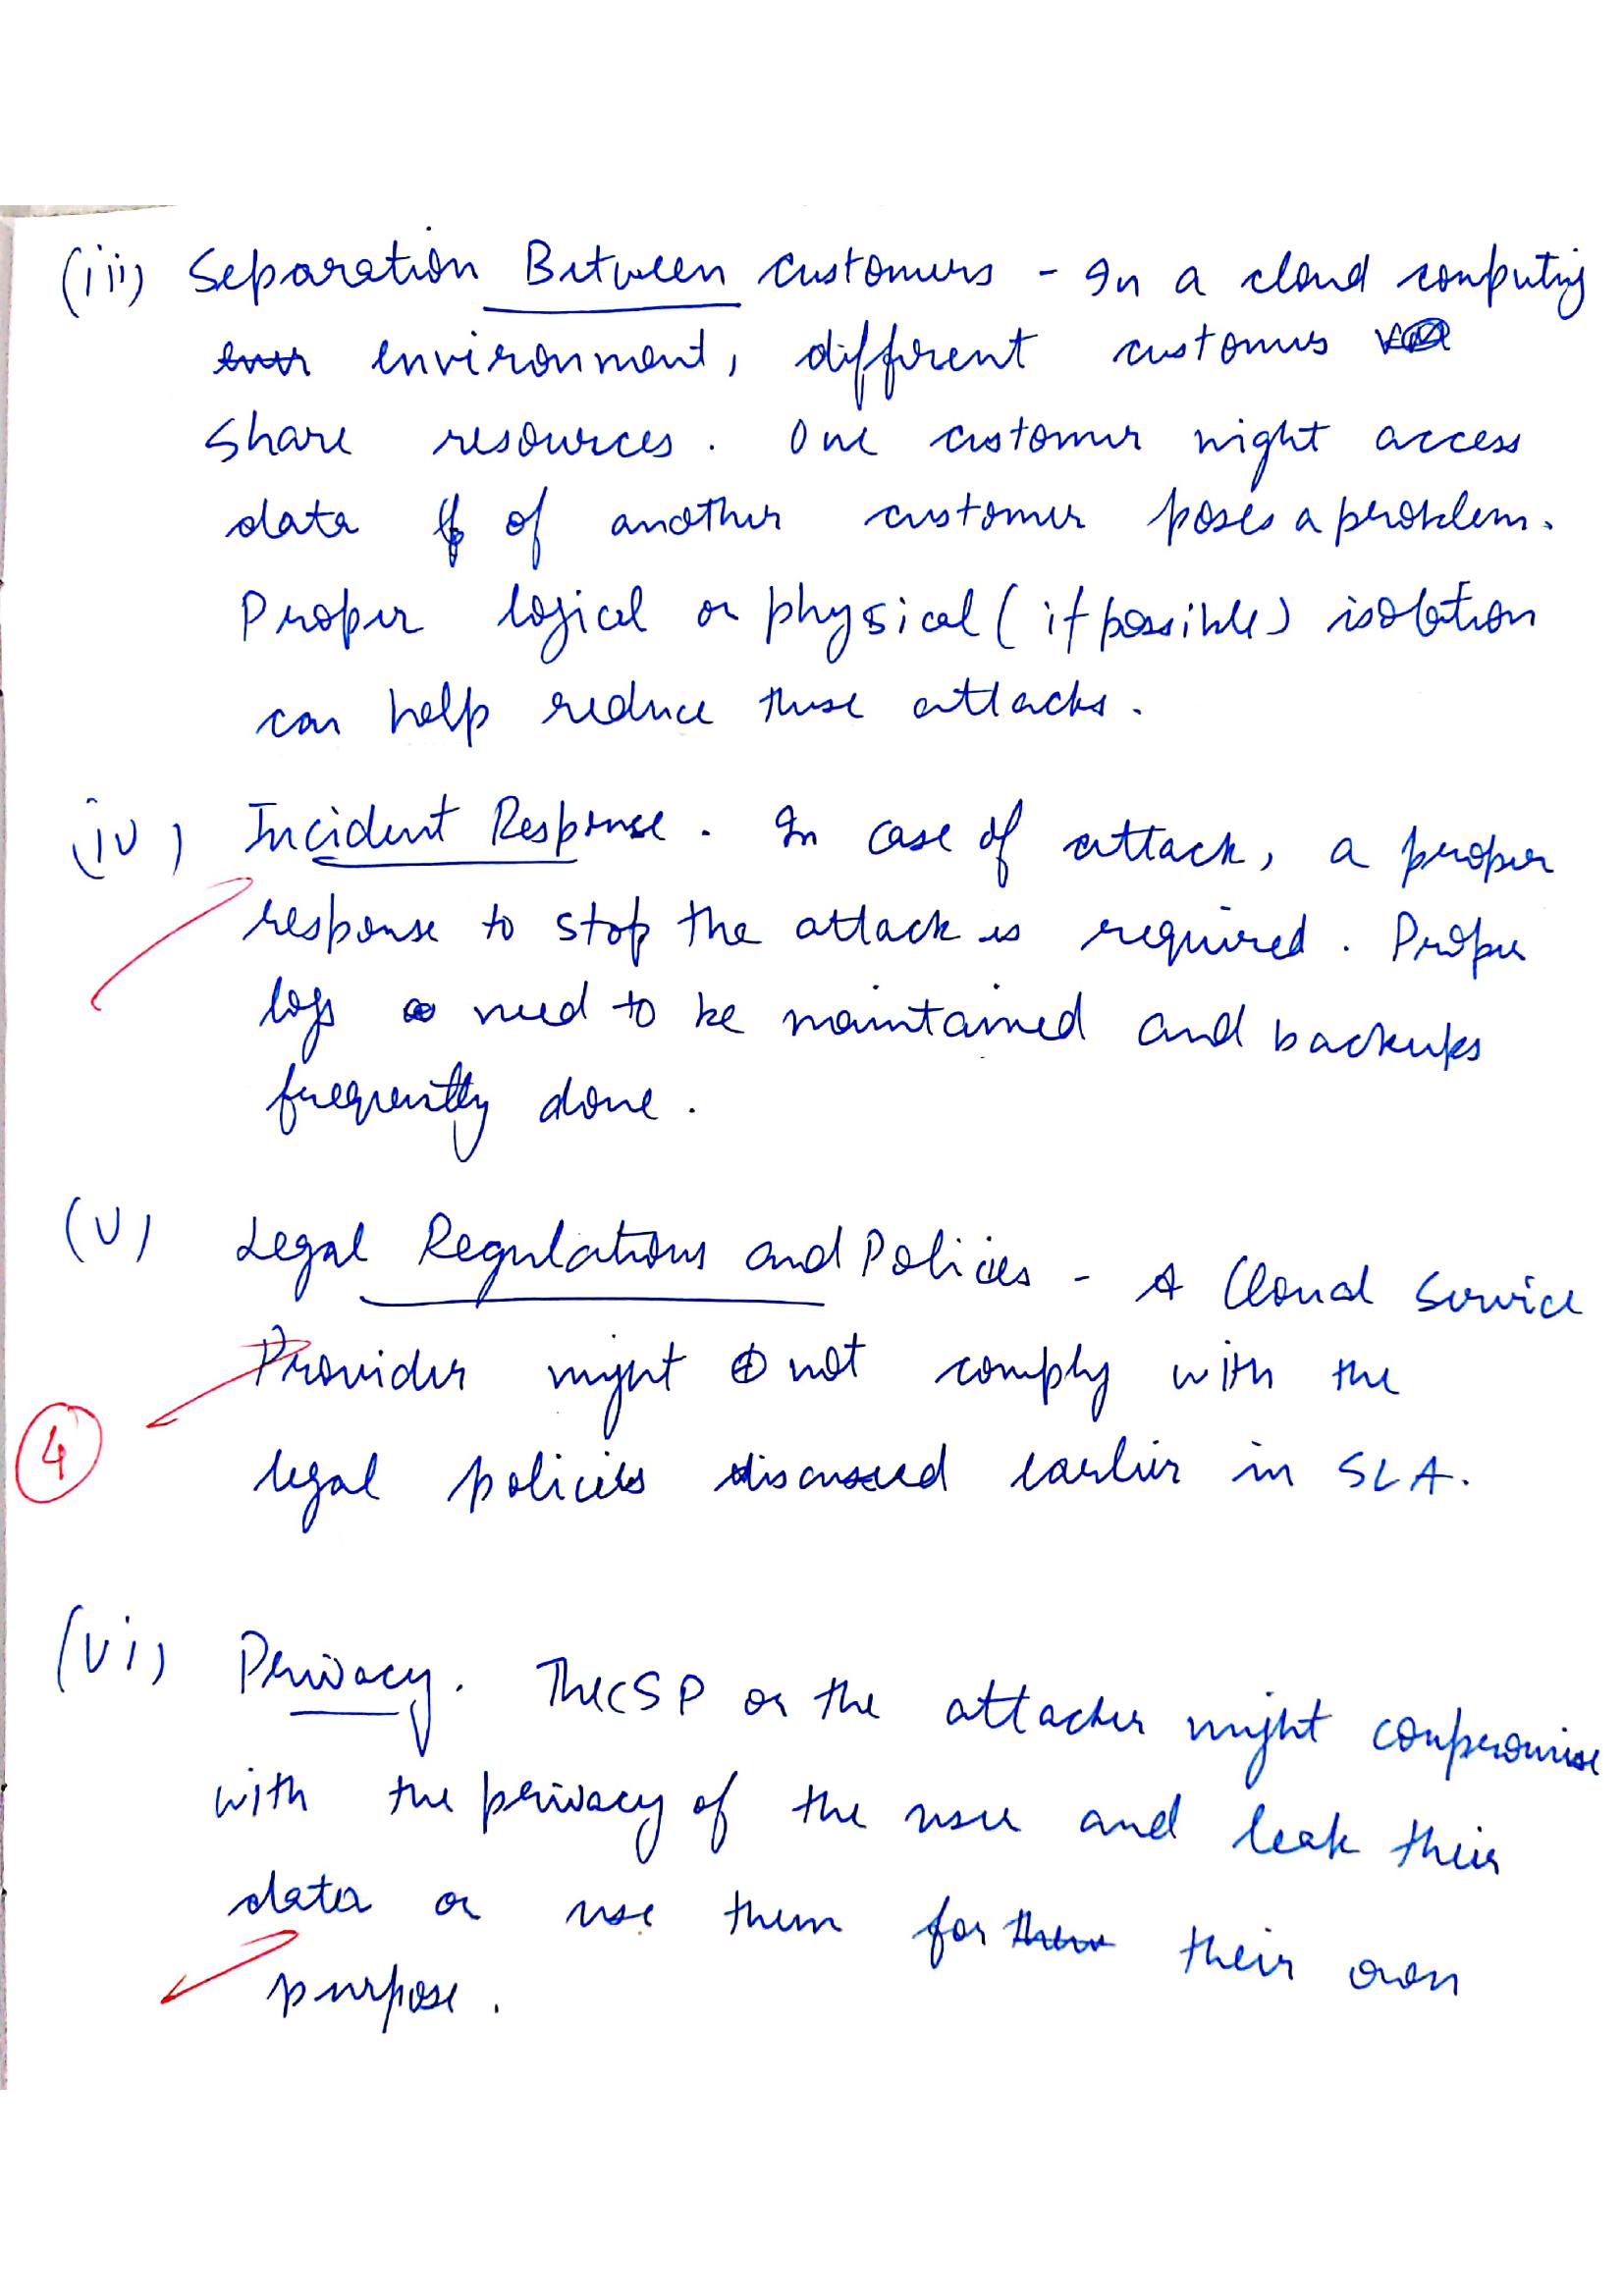 (iii) Separation Between customers - In a cloud computing
environment, different customers
share resources. One customer might access
data of another customer poses a problem.
Proper logical or physical (if possible) isolation
can help reduce these attacks.
(iv) Incident Response. In case of attack, a proper
response to stop the attack is required. Proper
logs need to be maintained and backups
frequently done.
(v) Legal Regulations and Policies - A Cloud Service
Provider might not comply with the
4
legal policies discussed earlier in SLA.
(vi) Privacy. The CSP or the attacker might compromise
with the privacy of the user and leak their
data or use them for their own
purpose.